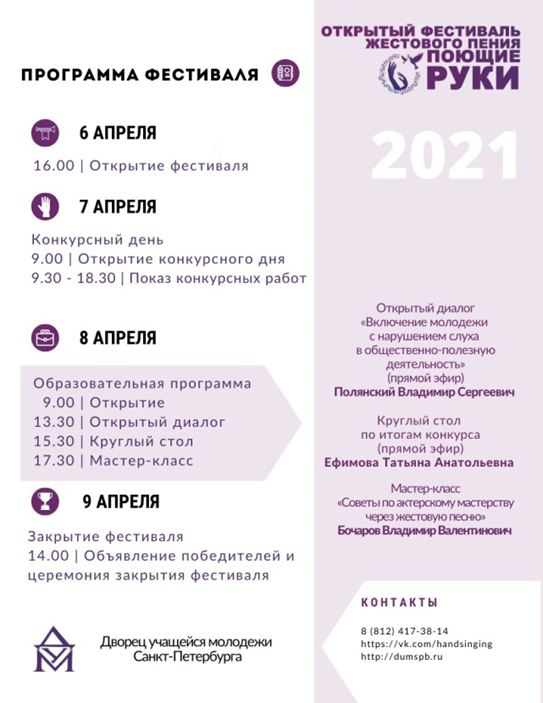 ПРОГРАММА ФЕСТИВАЛЯ
6 АПРЕЛЯ
16.00 | Открытие фестиваля
7 АПРЕЛЯ
Конкурсный день
9.00 | Открытие конкурсного дня
9.30 - 18.30 | Показ конкурсных работ
8 АПРЕЛЯ
Образовательная программа
9.00 | Открытие
13.30 | Открытый диалог
15.30 | Круглый стол
17.30 | Мастер-класс
9 АПРЕЛЯ
Закрытие фестиваля
14.00 | Объявление победителей и
церемония закрытия фестиваля
Дворец учащейся молодежи
Санкт-Петербурга
ОТКРЫТЫЙ ФЕСТИВАЛЬ
ЖЕСТОВОГО ПЕНИЯ
ПОЮЩИЕ
РУКИ
2021
Открытый диалог
«Включение молодежи
с нарушением слуха
в общественно-полезную
деятельность»
(прямой эфир)
Полянский Владимир Сергеевич
Круглый стол
по итогам конкурса
(прямой эфир)
Ефимова Татьяна Анатольевна
Мастер-класс
«Советы по актерскому мастерству
через жестовую песню»
Бочаров Владимир Валентинович
КОНТАКТЫ
8 (812) 417-38-14
https://vk.com/handsinging
http://dumspb.ru